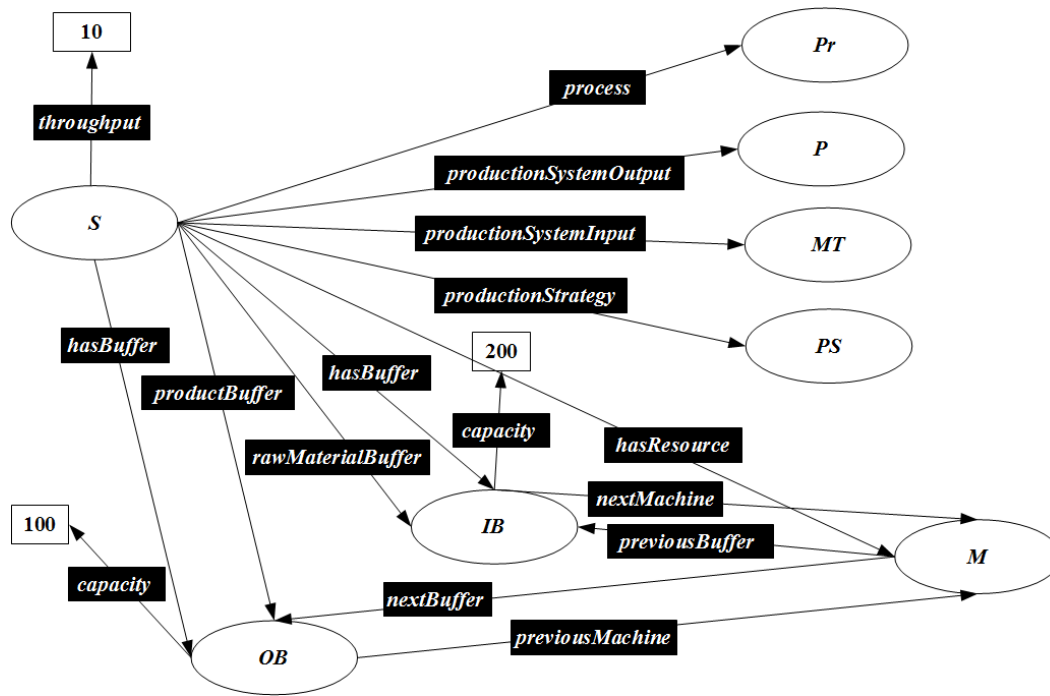 10
Pr
process
throughput
P
productionSystemOutput
S
productionSystemInput
MT
productionStrategy
hasBuffer
200
PS
hasBuffer
productBuffer
capacity
hasResource
rawMaterialBuffer
nextMachine
100
IB
previousBuffer
M
capacity
nextBuffer
previousMachine
OB